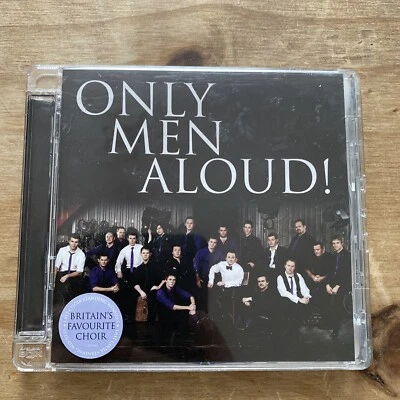 ONLY
MEN
ALOUD!
BRITAIN'S
FAVOURITE
CHOIR